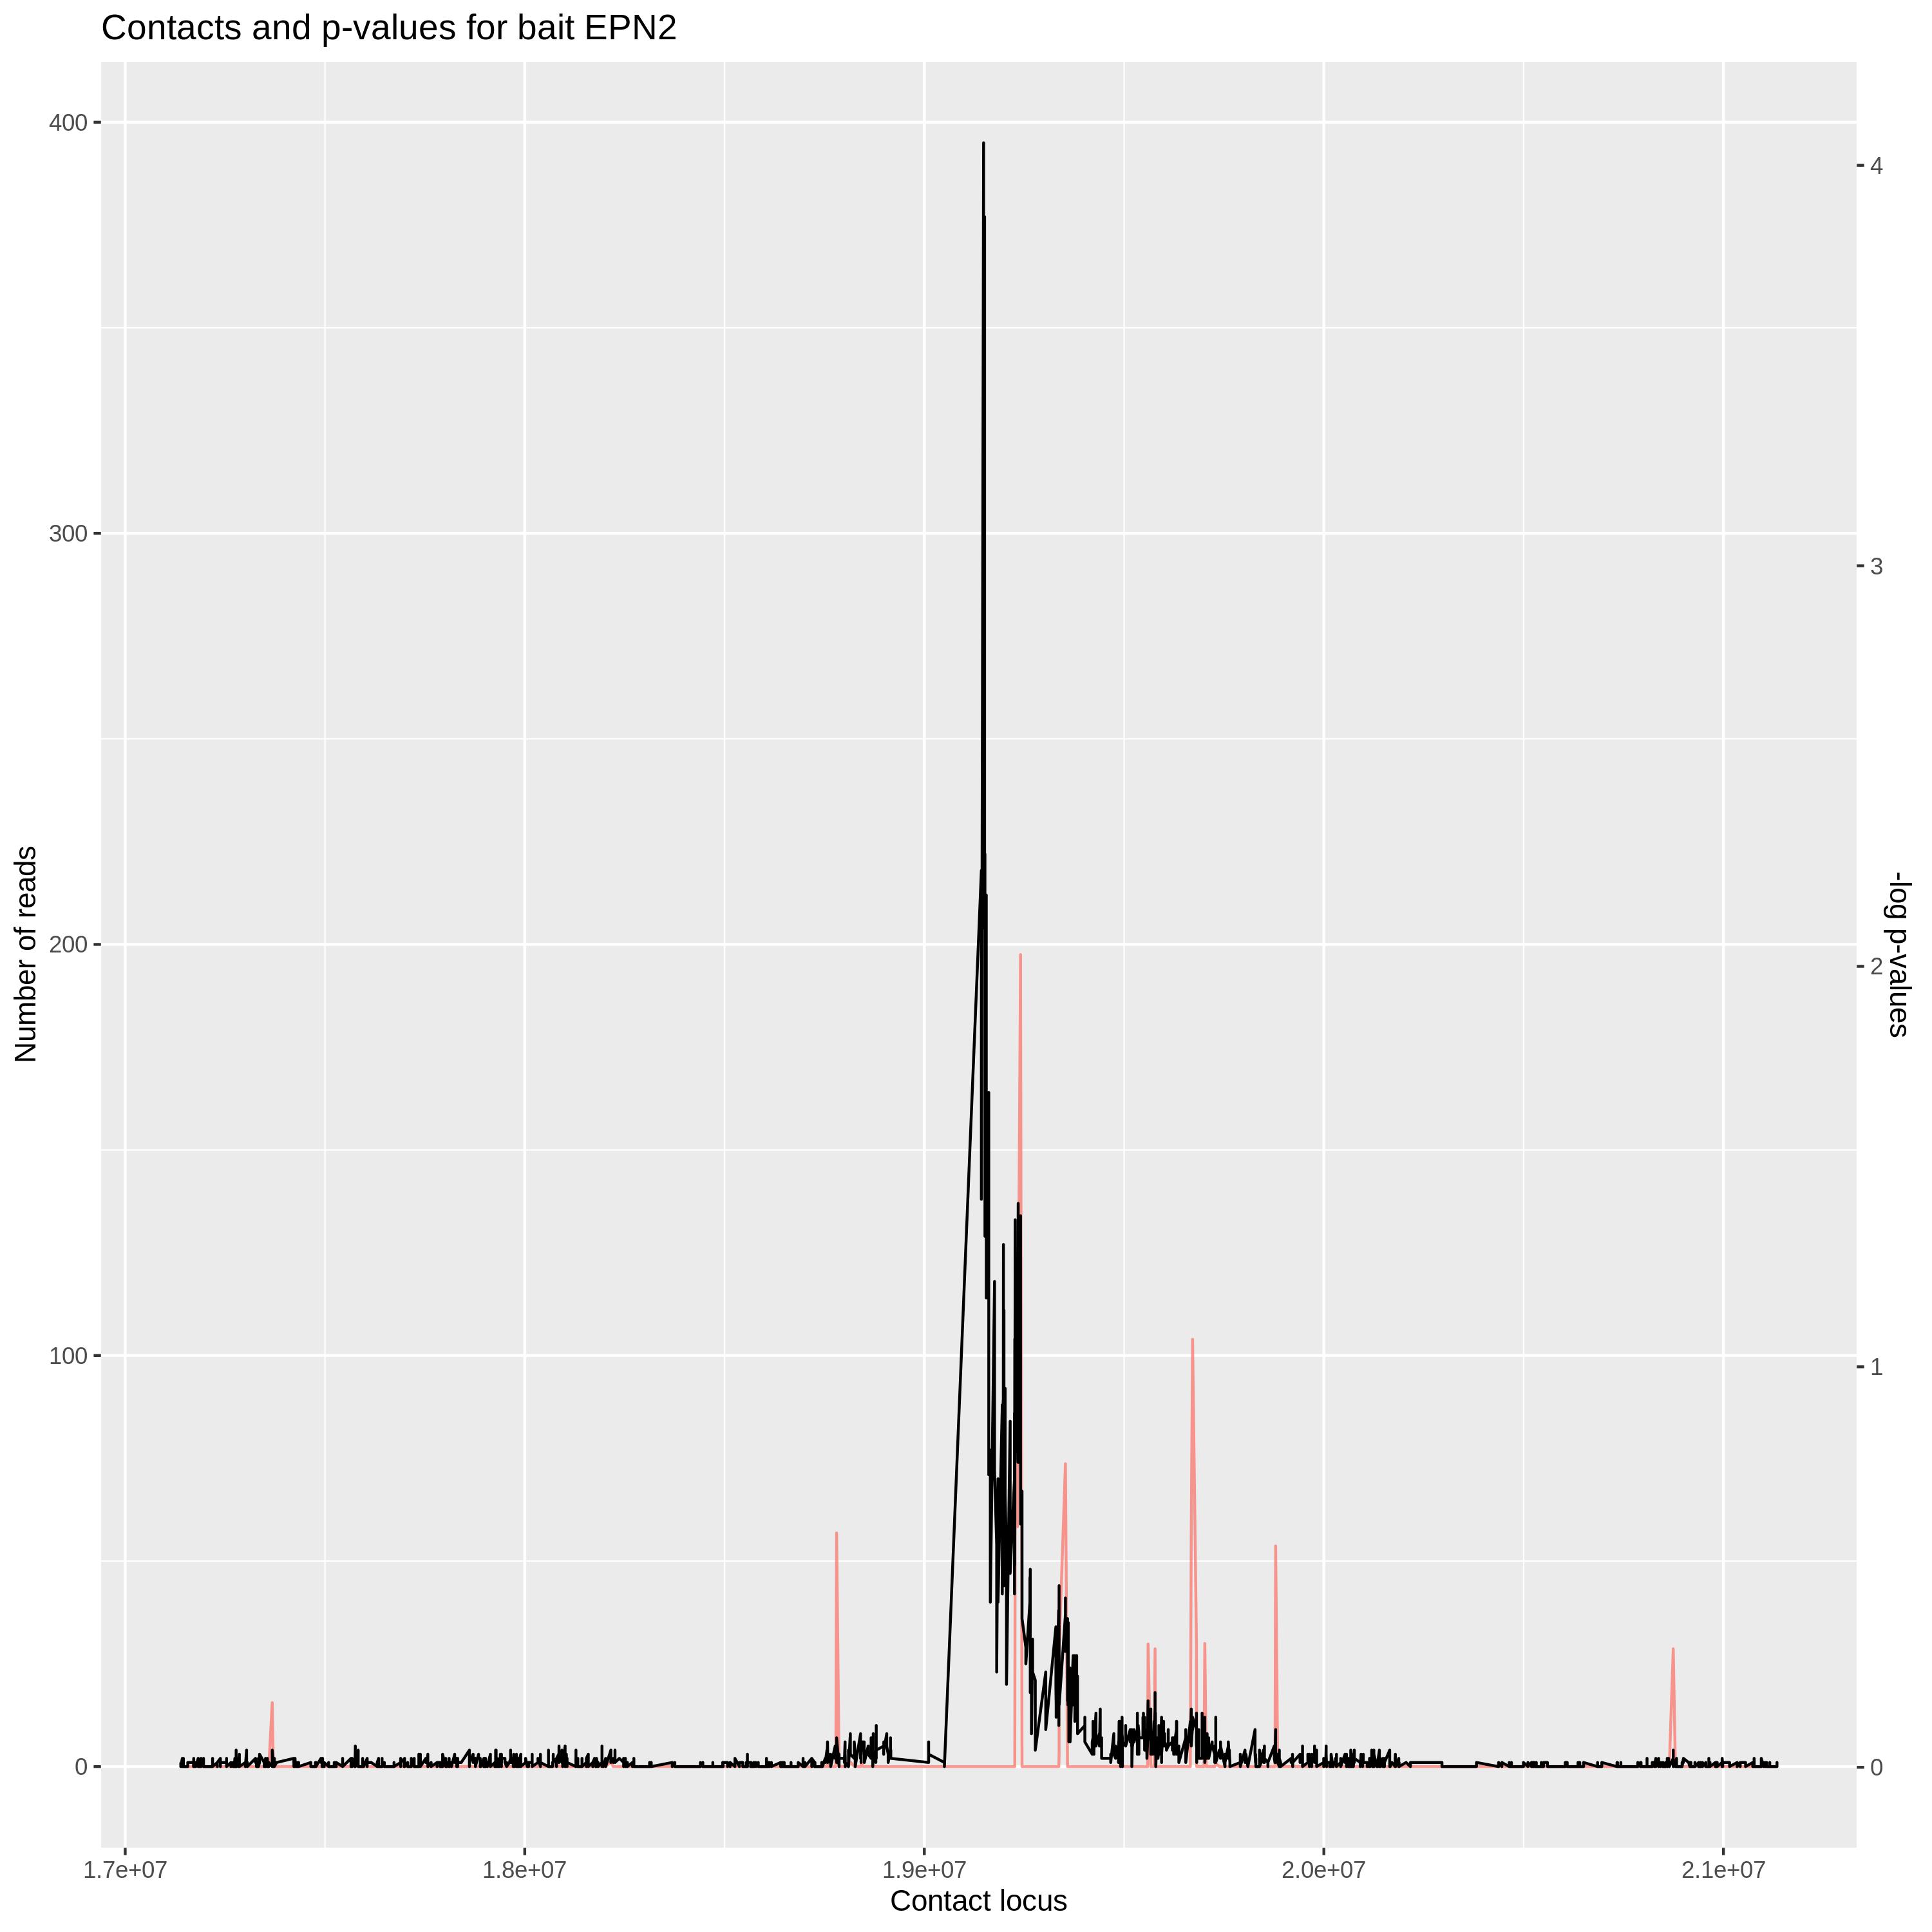 Contacts and p-values for bait EPN2
400
300
200
100
0
Number of reads
4
3
2
1
0
-log p-values
1.7e+07
1.8e+07
1.9e+07
2.0e+07
2.1e+07
Contact locus